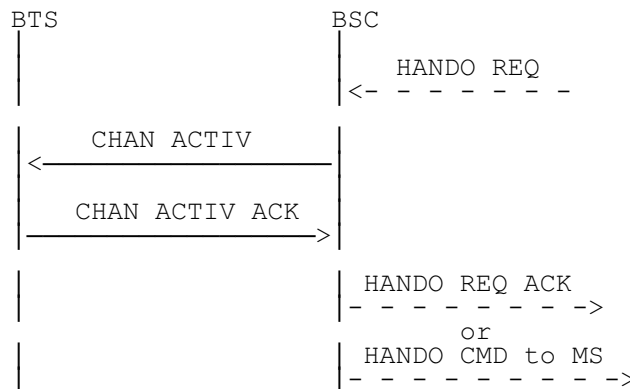 BTS BSC
HANDO REQ
CHAN ACTIV
CHAN ACTIV ACK
HANDO REQ ACK
or
HANDO CMD to MS